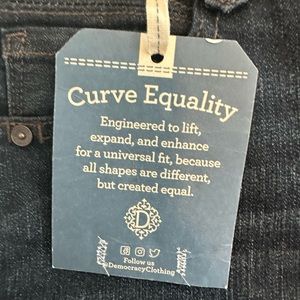 Curve Equality
Engineered to lift,
expand, and enhance
for a universal fit, because
all shapes are different,
but created equal.
D
Follow us
@DemocracyClothing